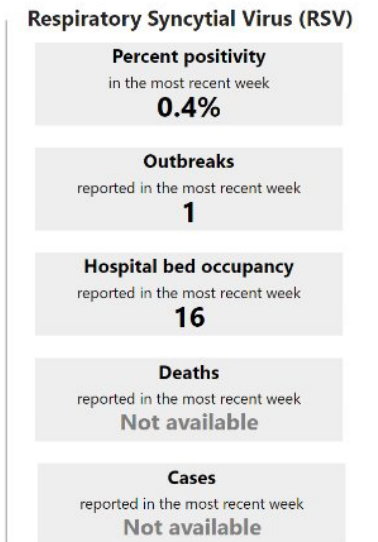 Respiratory Syncytial Virus (RSV)
Percent positivity
in the most recent week
0.4%
Outbreaks
reported in the most recent week
1
Hospital bed occupancy
reported in the most recent week
16
Deaths
reported in the most recent week
Not available
Cases
reported in the most recent week
Not available